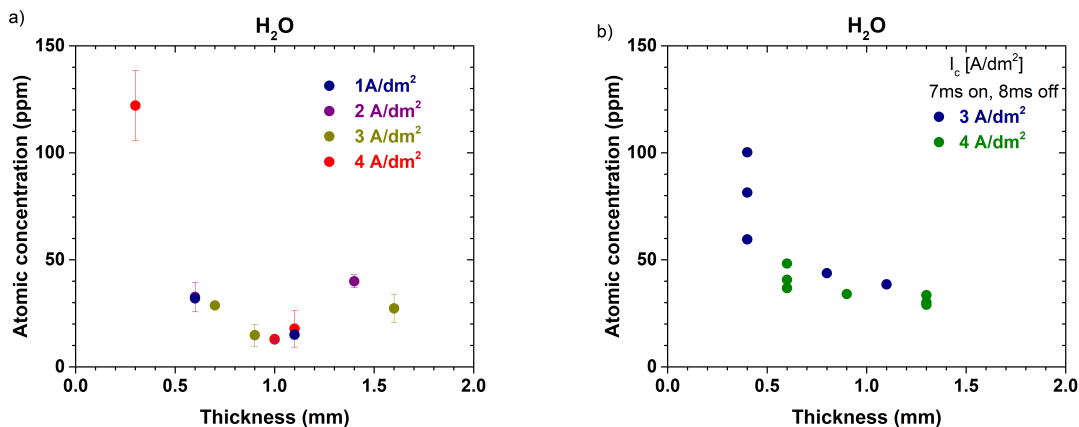 a)
H₂O
150
100
50
0
Atomic concentration (ppm)
1A/dm²
2 A/dm²
3 A/dm²
4 A/dm²
0.0 0.5 1.0 1.5 2.0
Thickness (mm)
b)
H₂O
150
100
50
0
Atomic concentration (ppm)
I_c [A/dm²]
7ms on, 8ms off
3 A/dm²
4 A/dm²
0.0 0.5 1.0 1.5 2.0
Thickness (mm)